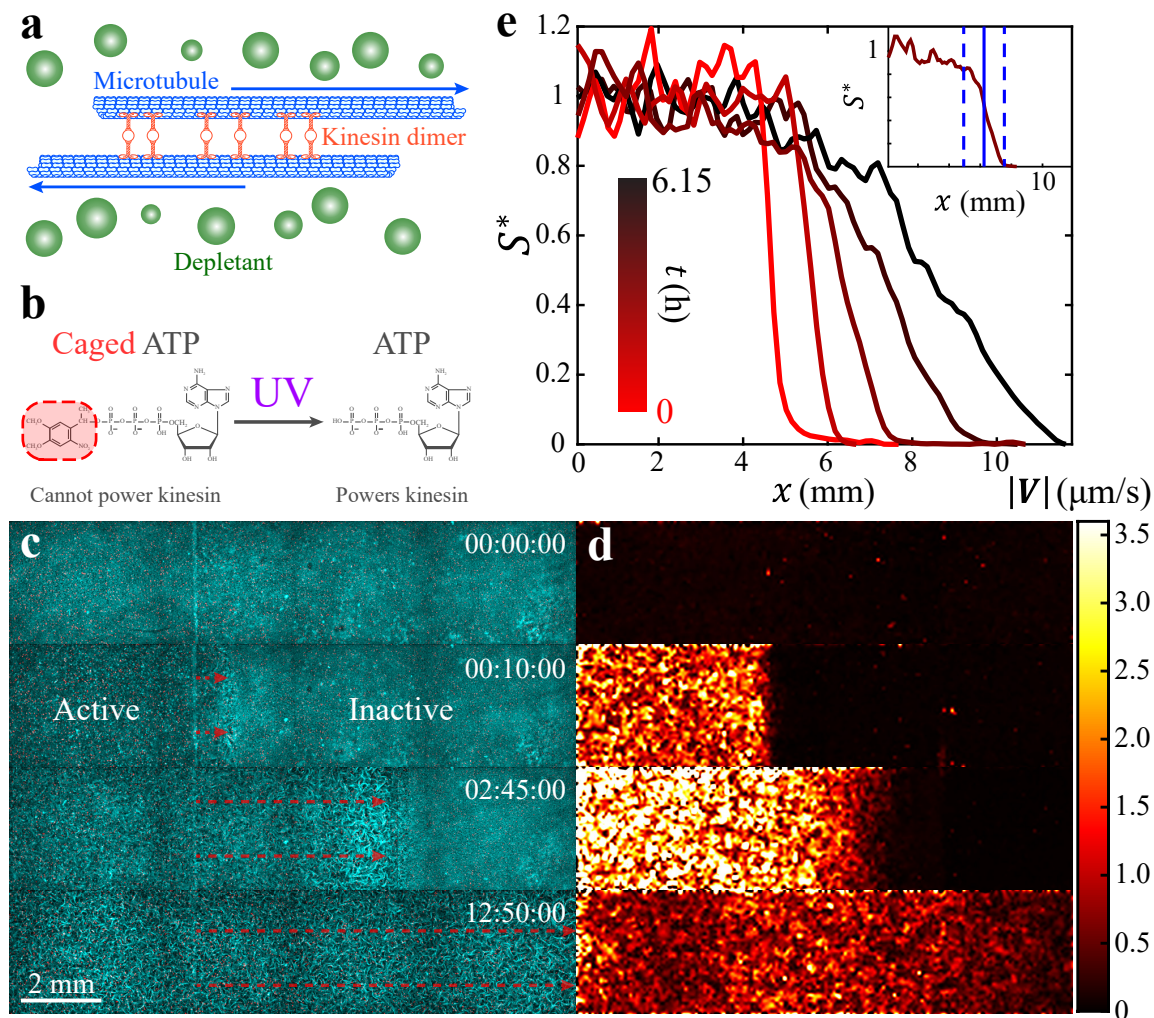 a
Microtubule
Kinesin dimer
Depletant
b
Caged ATP
UV
ATP
Cannot power kinesin
Powers kinesin
e
1.2
1
0.8
0.6
0.4
0.2
0
S*
0 2 4 6 8 10
x (mm)
6.15
t (h)
0
1
S*
10
x (mm)
c
00:00:00
00:10:00
Active
Inactive
02:45:00
12:50:00
2 mm
d
|V| (μm/s)
3.5
3.0
2.5
2.0
1.5
1.0
0.5
0